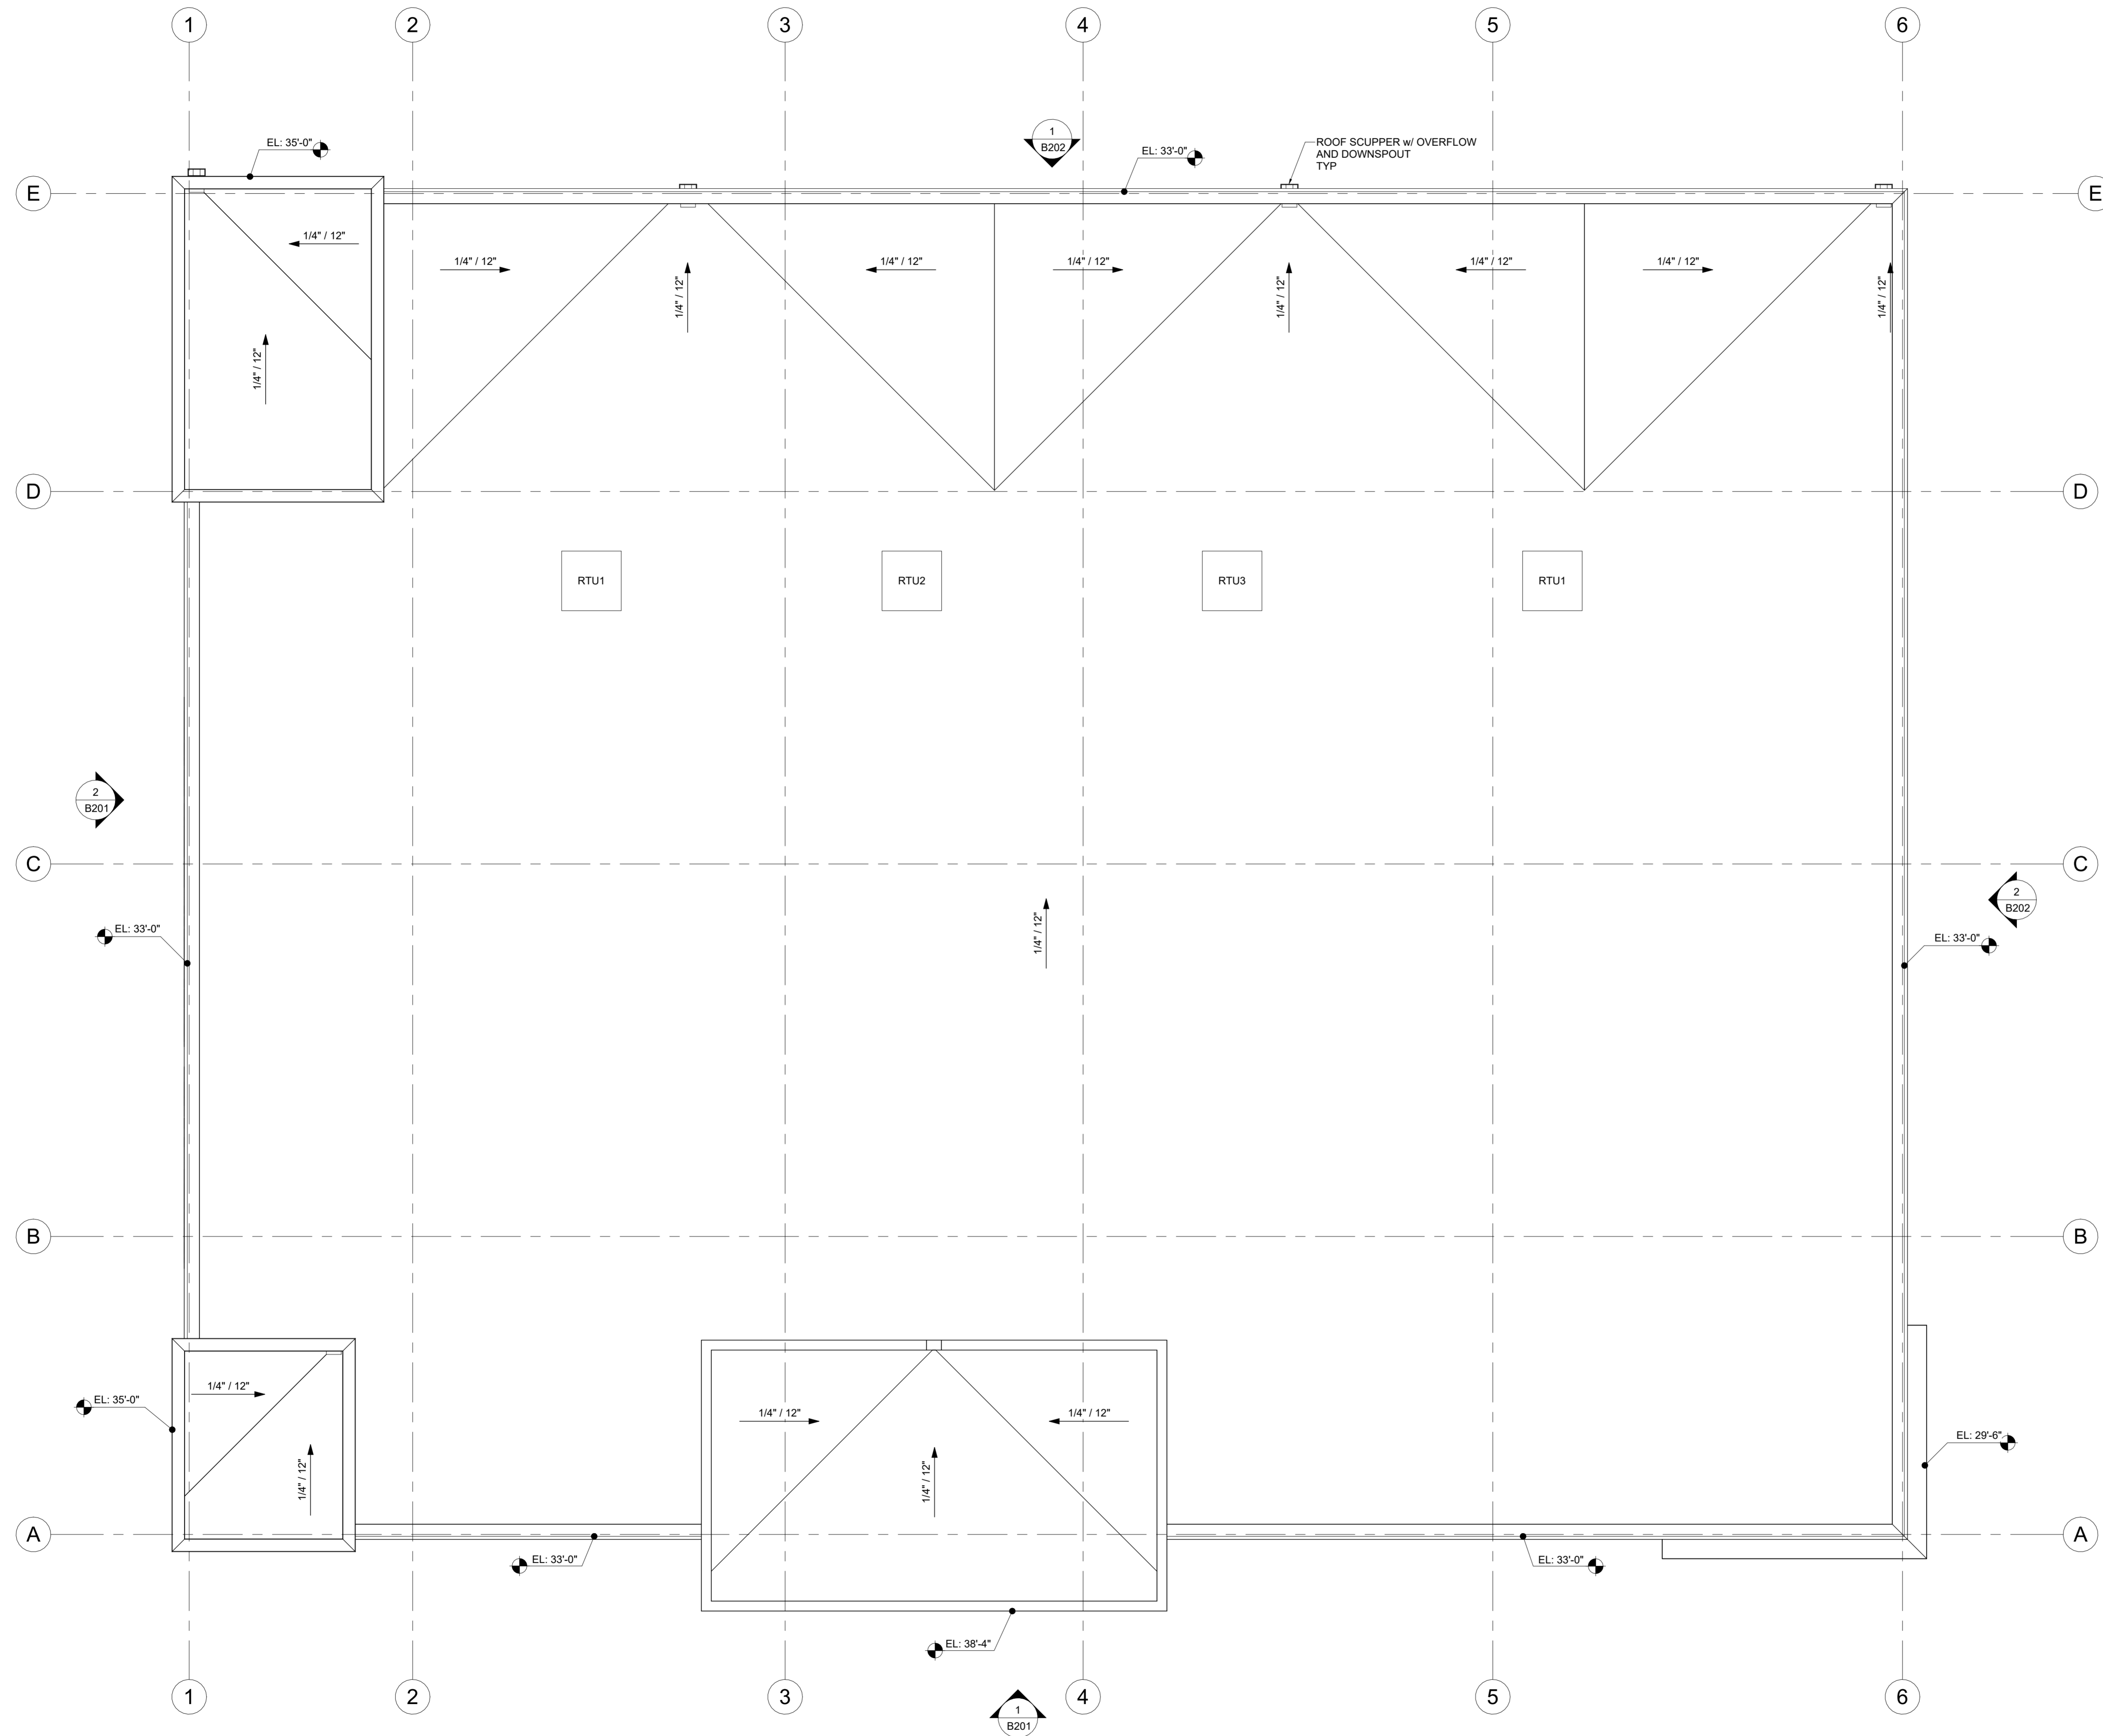 1
2
3
4
5
6
EL: 35'-0"
1
B202
EL: 33'-0"
ROOF SCUPPER w/ OVERFLOW
AND DOWNSPOUT
TYP
E
E
1/4" / 12"
1/4" / 12"
1/4" / 12"
1/4" / 12"
1/4" / 12"
1/4" / 12"
1/4" / 12"
1/4" / 12"
1/4" / 12"
1/4" / 12"
D
D
RTU1
RTU2
RTU3
RTU1
2
B201
C
C
2
B202
EL: 33'-0"
1/4" / 12"
EL: 33'-0"
B
B
1/4" / 12"
EL: 35'-0"
1/4" / 12"
1/4" / 12"
EL: 29'-6"
1/4" / 12"
1/4" / 12"
A
A
EL: 33'-0"
EL: 33'-0"
EL: 38'-4"
1
2
3
4
5
6
1
B201